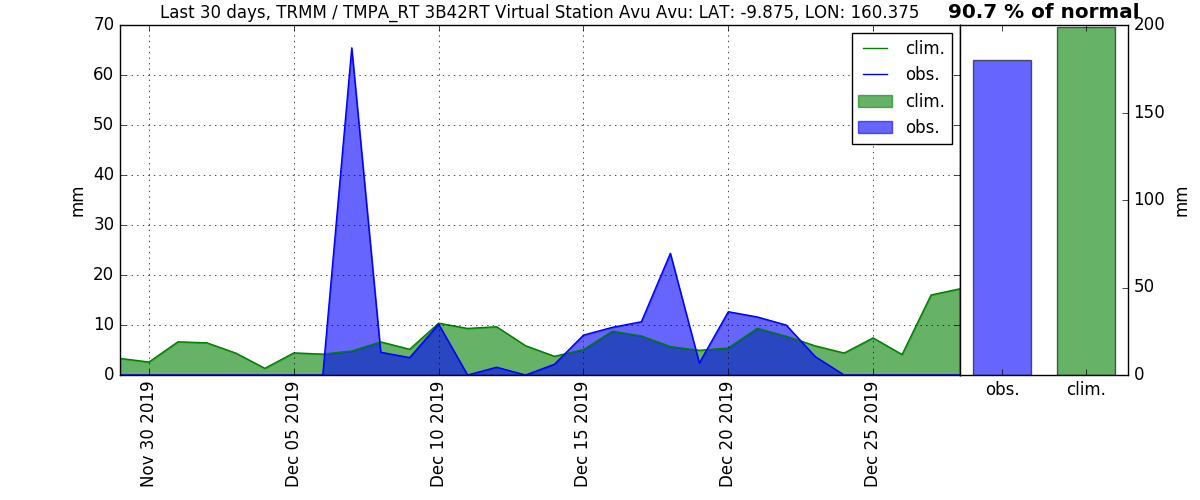 Last 30 days, TRMM / TMPA_RT 3B42RT Virtual Station Avu Avu: LAT: -9.875, LON: 160.375
90.7 % of normal
70
60
50
40
30
20
10
0
mm
clim.
obs.
clim.
obs.
Nov 30 2019
Dec 05 2019
Dec 10 2019
Dec 15 2019
Dec 20 2019
Dec 25 2019
200
150
100
50
0
mm
obs.
clim.